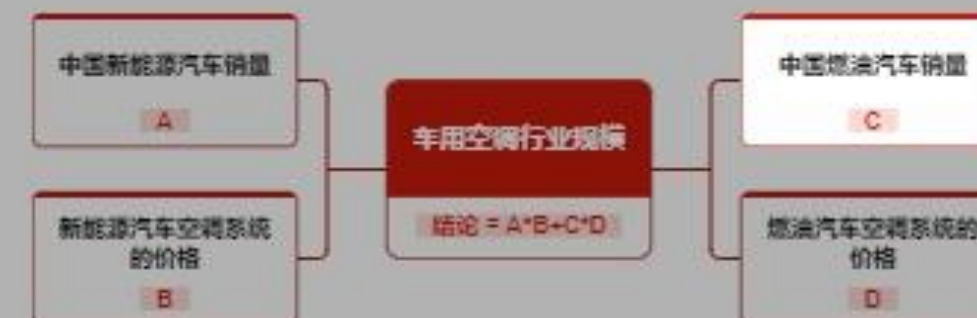 中国新能源汽车销量
A
新能源汽车空调系统
的价格
B
车用空调行业规模
结论 = A*B+C*D
中国燃油汽车销量
C
燃油汽车空调系统的
价格
D